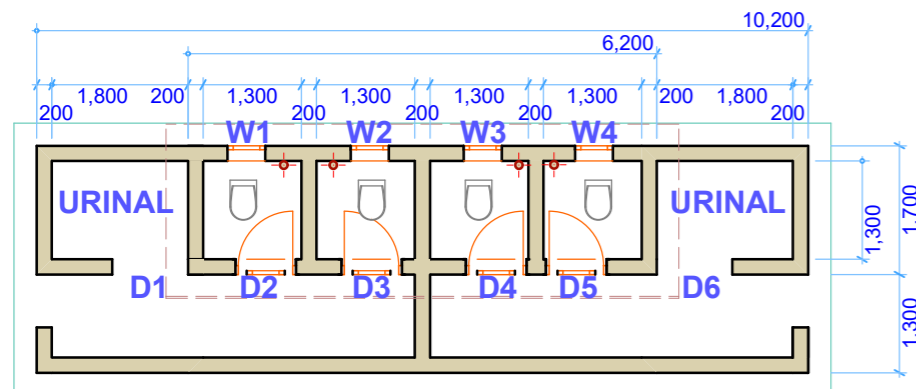 10,200
6,200
1,800 200 1,300 1,300 1,300 1,300 200 1,800
200 200 200 200 200
W1 W2 W3 W4
URINAL URINAL
1,300 1,700
D1 D2 D3 D4 D5 D6
1,300